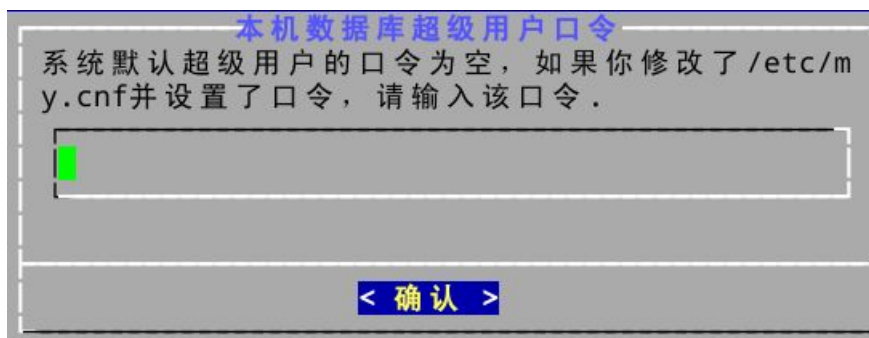 本机数据库超级用户口令
系统默认超级用户的口令为空，如果你修改了/etc/m
y.cnf并设置了口令，请输入该口令.
< 确认 >